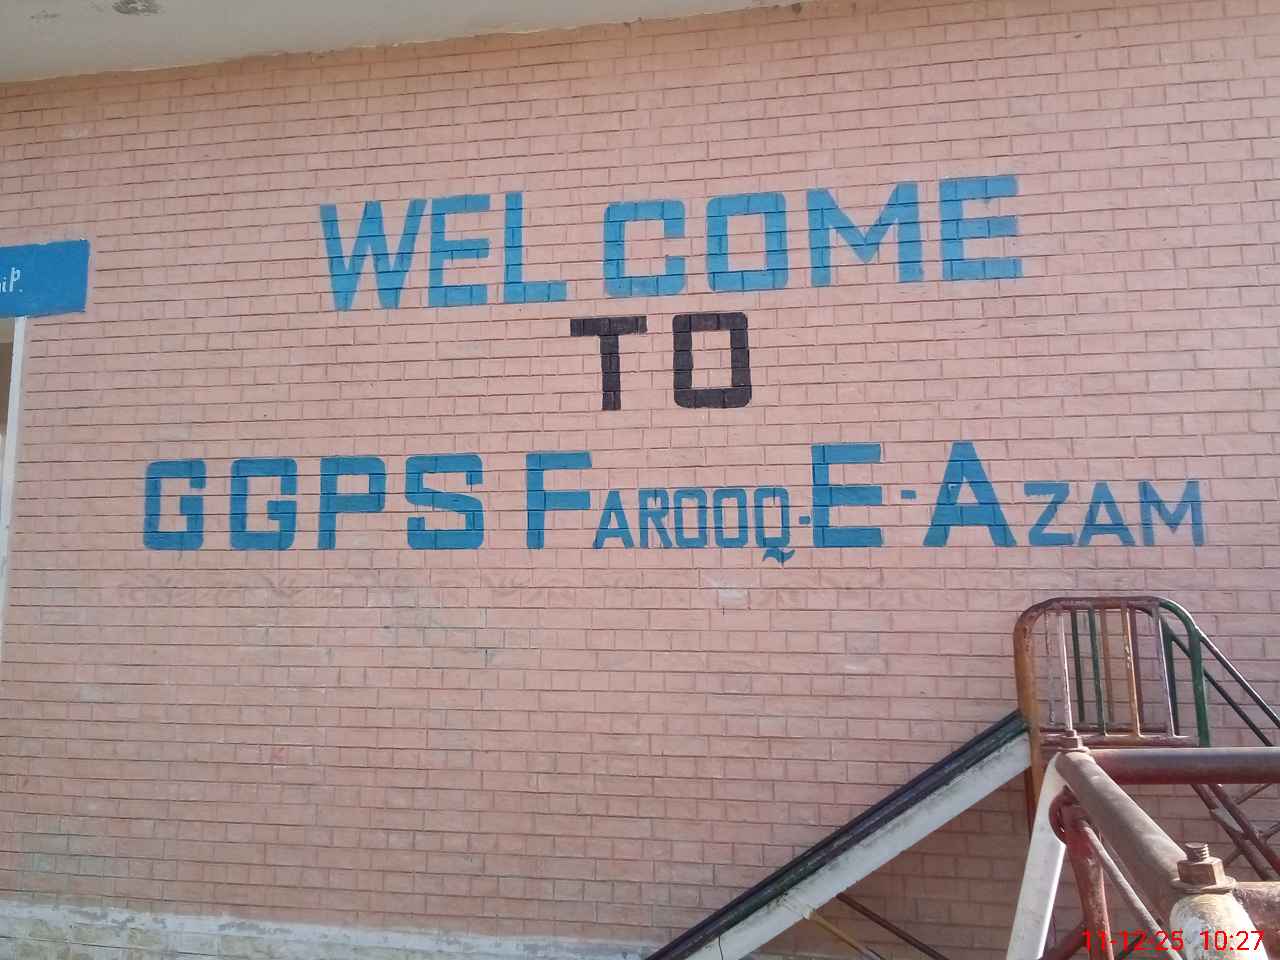 WELCOME
TO
GGPS FAROOQ-E-AZAM
11-12-25 10:27